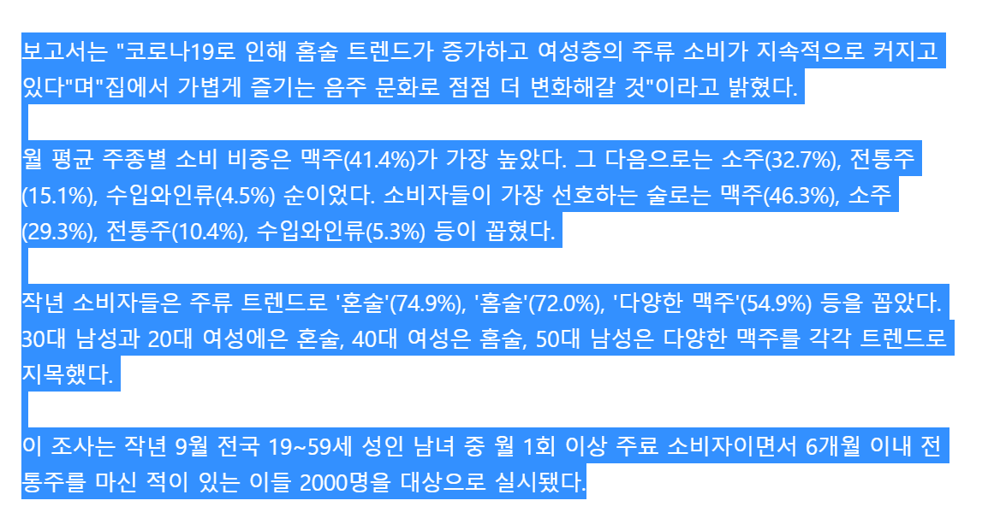 보고서는 "코로나19로 인해 홈술 트렌드가 증가하고 여성층의 주류 소비가 지속적으로 커지고
있다"며"집에서 가볍게 즐기는 음주 문화로 점점 더 변화해갈 것"이라고 밝혔다.
월 평균 주종별 소비 비중은 맥주(41.4%)가 가장 높았다. 그 다음으로는 소주(32.7%), 전통주
(15.1%), 수입와인류(4.5%) 순이었다. 소비자들이 가장 선호하는 술로는 맥주(46.3%), 소주
(29.3%), 전통주(10.4%), 수입와인류(5.3%) 등이 꼽혔다.
작년 소비자들은 주류 트렌드로 '혼술'(74.9%), '홈술'(72.0%), '다양한 맥주'(54.9%) 등을 꼽았다.
30대 남성과 20대 여성에은 혼술, 40대 여성은 홈술, 50대 남성은 다양한 맥주를 각각 트렌드로
지목했다.
이 조사는 작년 9월 전국 19~59세 성인 남녀 중 월 1회 이상 주료 소비자이면서 6개월 이내 전
통주를 마신 적이 있는 이들 2000명을 대상으로 실시됐다.